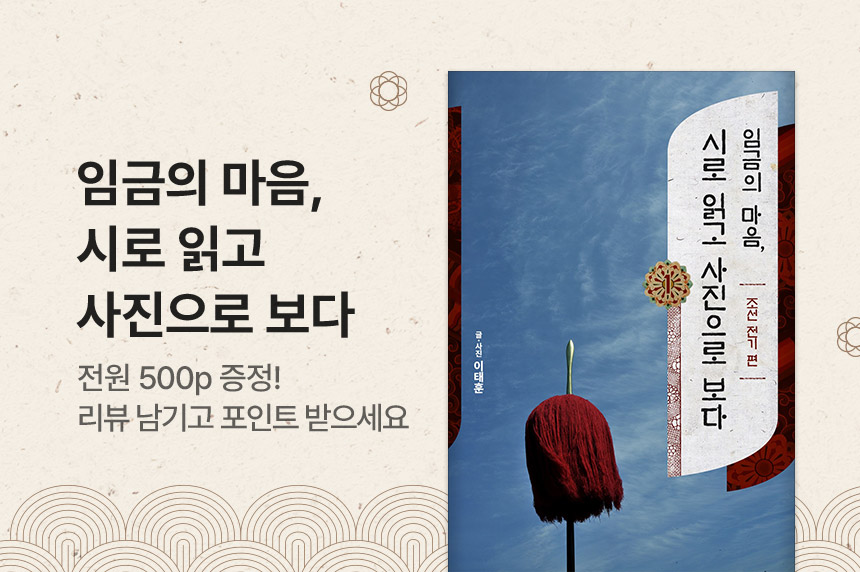 임금의 마음,
시로 읽고
사진으로 보다
전원 500p 증정!
리뷰 남기고 포인트 받으세요
임금의 마음,
시로 읽고 사진으로 보다
1
조선 전기 편
글·사진 이태훈